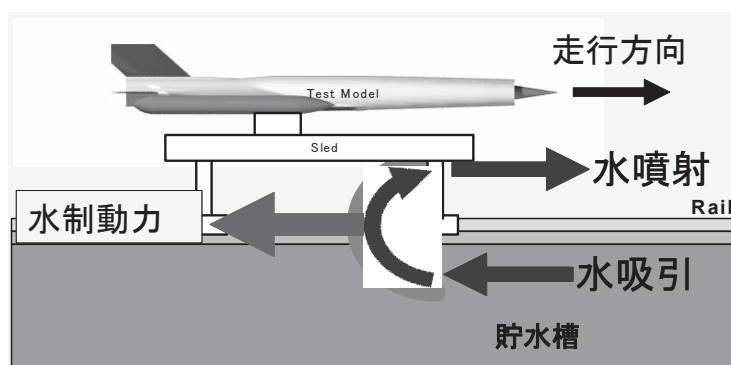 走行方向
Test Model
Sled
水噴射
Rail
水制動力
水吸引
貯水槽